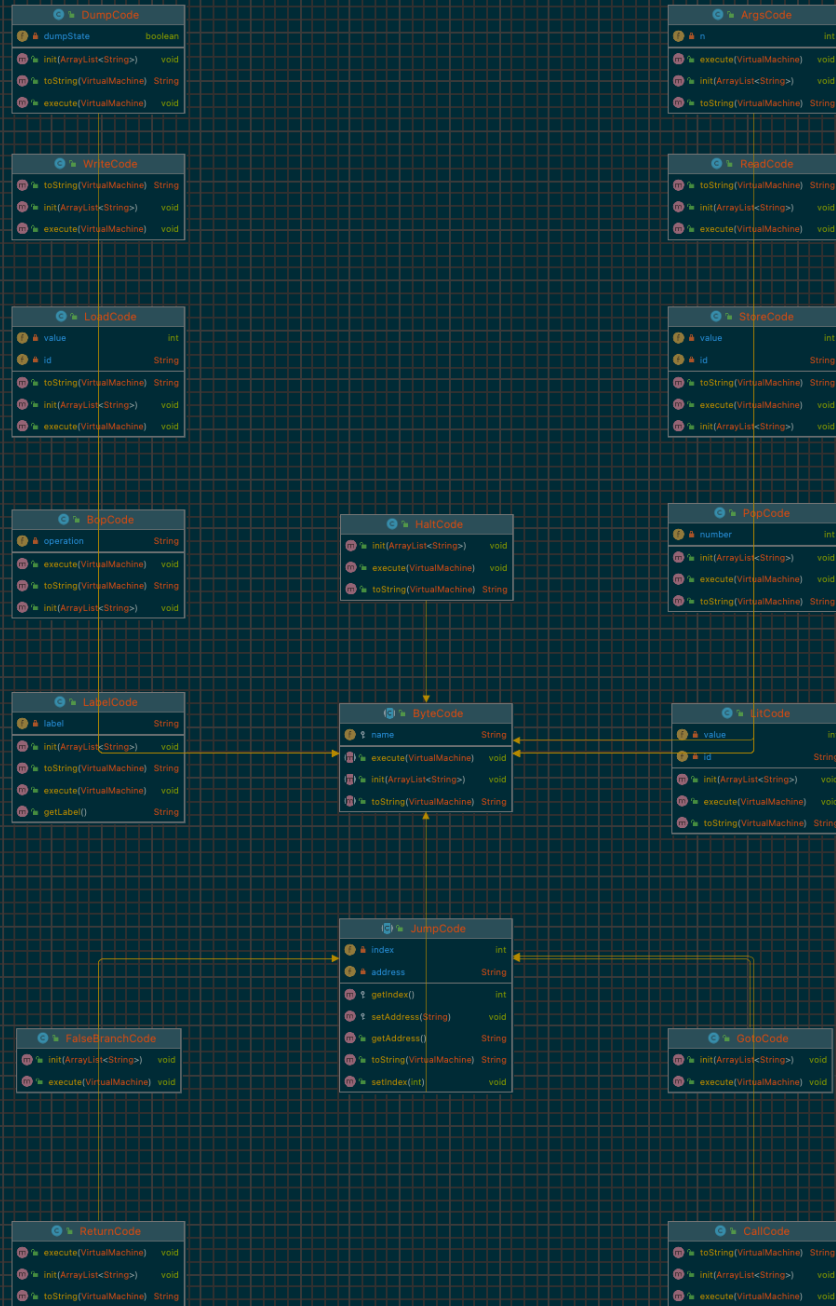 DumpCode
dumpState boolean
init(ArrayList<String>) void
toString(VirtualMachine) String
execute(VirtualMachine) void
ArgsCode
n int
execute(VirtualMachine) void
init(ArrayList<String>) void
toString(VirtualMachine) String
WriteCode
toString(VirtualMachine) String
init(ArrayList<String>) void
execute(VirtualMachine) void
ReadCode
toString(VirtualMachine) String
init(ArrayList<String>) void
execute(VirtualMachine) void
LoadCode
value int
id String
toString(VirtualMachine) String
init(ArrayList<String>) void
execute(VirtualMachine) void
StoreCode
value int
id String
toString(VirtualMachine) String
execute(VirtualMachine) void
init(ArrayList<String>) void
BopCode
operation String
execute(VirtualMachine) void
toString(VirtualMachine) String
init(ArrayList<String>) void
HaltCode
init(ArrayList<String>) void
execute(VirtualMachine) void
toString(VirtualMachine) String
PopCode
number int
init(ArrayList<String>) void
execute(VirtualMachine) void
toString(VirtualMachine) String
LabelCode
label String
init(ArrayList<String>) void
toString(VirtualMachine) String
execute(VirtualMachine) void
getLabel() String
ByteCode
name String
execute(VirtualMachine) void
init(ArrayList<String>) void
toString(VirtualMachine) String
LitCode
value int
id String
init(ArrayList<String>) void
execute(VirtualMachine) void
toString(VirtualMachine) String
JumpCode
index int
address String
getIndex() int
setAddress(String) void
getAddress() String
toString(VirtualMachine) String
setIndex(int) void
FalseBranchCode
init(ArrayList<String>) void
execute(VirtualMachine) void
GotoCode
init(ArrayList<String>) void
execute(VirtualMachine) void
ReturnCode
execute(VirtualMachine) void
init(ArrayList<String>) void
toString(VirtualMachine) String
CallCode
toString(VirtualMachine) String
init(ArrayList<String>) void
execute(VirtualMachine) void